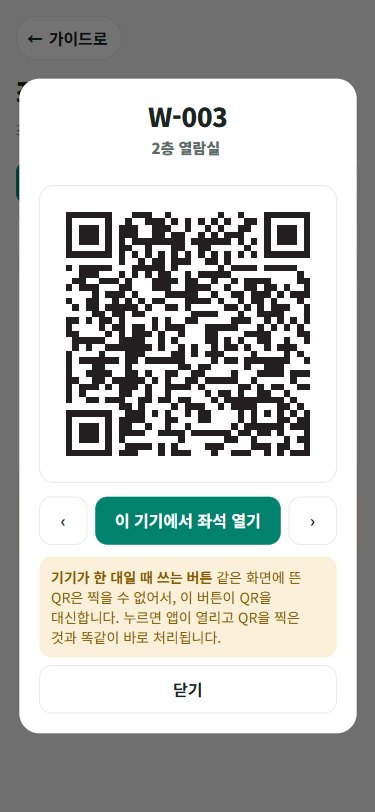 ← 가이드로
W-003
2층 열람실
‹ 이 기기에서 좌석 열기 ›
기기가 한 대일 때 쓰는 버튼 같은 화면에 뜬
QR은 찍을 수 없어서, 이 버튼이 QR을
대신합니다. 누르면 앱이 열리고 QR을 찍은
것과 똑같이 바로 처리됩니다.
닫기